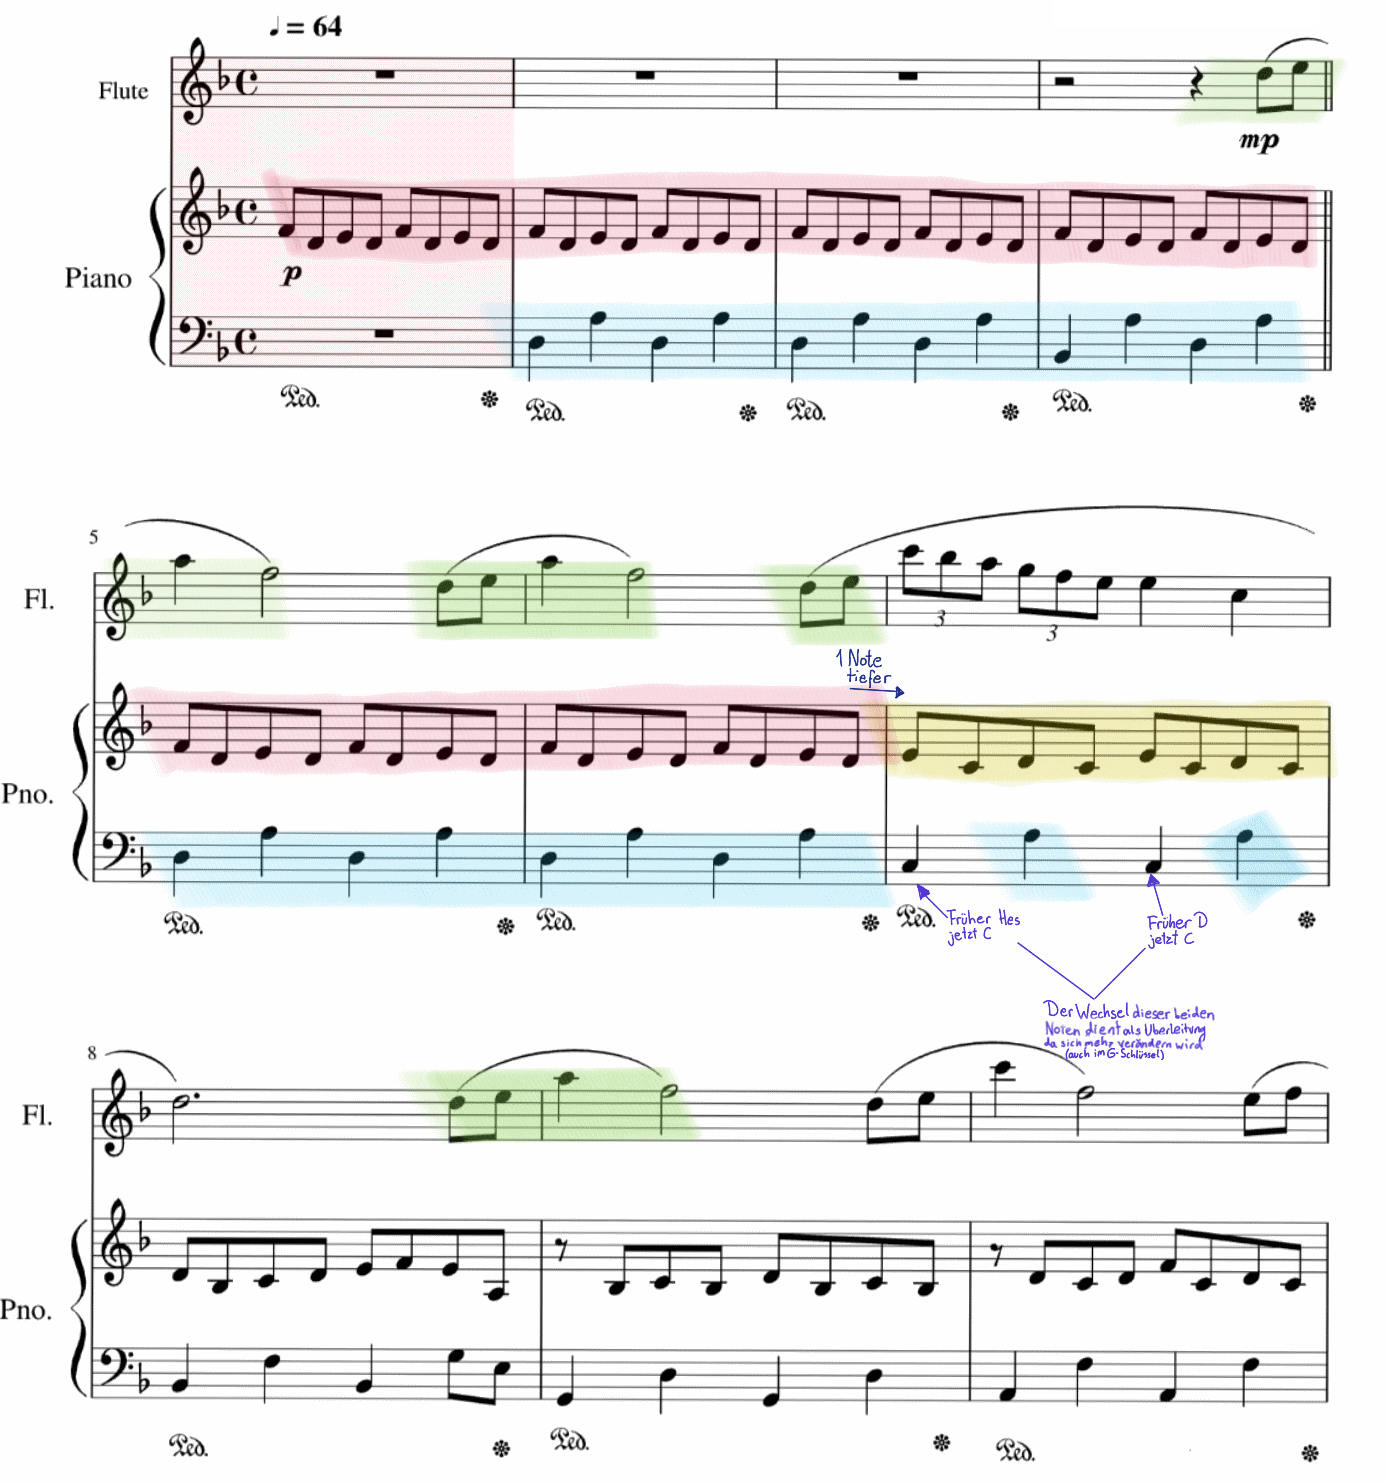 ♩ = 64
Flute
mp
Piano
p
Ped. Ped. Ped. Ped.
5
Fl.
3
3
1 Note
tiefer
Pno.
Ped. Ped. Ped.
Früher Hes
jetzt C
Früher D
jetzt C
Der Wechsel dieser beiden
Noten dient als Überleitung
da sich mehr verändern wird
(auch im G-Schlüssel)
8
Fl.
Pno.
Ped. Ped. Ped.